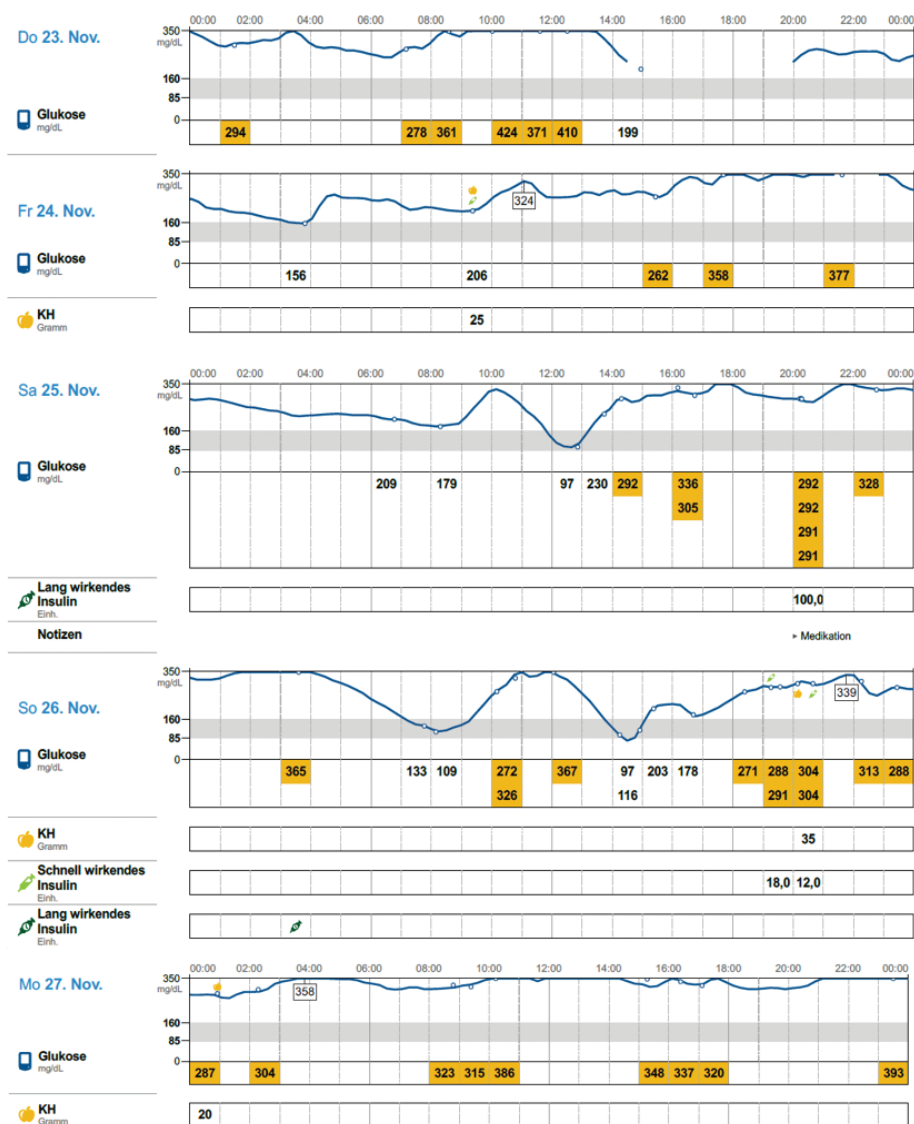 00:00 02:00 04:00 06:00 08:00 10:00 12:00 14:00 16:00 18:00 20:00 22:00 00:00
Do 23. Nov.
350
mg/dL
160
85
0
Glukose
mg/dL
294 278 361 424 371 410 199
Fr 24. Nov.
350
mg/dL
160
85
0
324
Glukose
mg/dL
156 206 262 358 377
KH
Gramm
25
00:00 02:00 04:00 06:00 08:00 10:00 12:00 14:00 16:00 18:00 20:00 22:00 00:00
Sa 25. Nov.
350
mg/dL
160
85
0
Glukose
mg/dL
209 179 97 230 292 336 292 328
305 292
291
291
Lang wirkendes
Insulin
Einh.
100,0
Notizen
▸ Medikation
So 26. Nov.
350
mg/dL
160
85
0
339
Glukose
mg/dL
365 133 109 272 367 97 203 178 271 288 304 313 288
326 116 291 304
KH
Gramm
35
Schnell wirkendes
Insulin
Einh.
18,0 12,0
Lang wirkendes
Insulin
Einh.
00:00 02:00 04:00 06:00 08:00 10:00 12:00 14:00 16:00 18:00 20:00 22:00 00:00
Mo 27. Nov.
350
mg/dL
160
85
0
358
Glukose
mg/dL
287 304 323 315 386 348 337 320 393
KH
Gramm
20